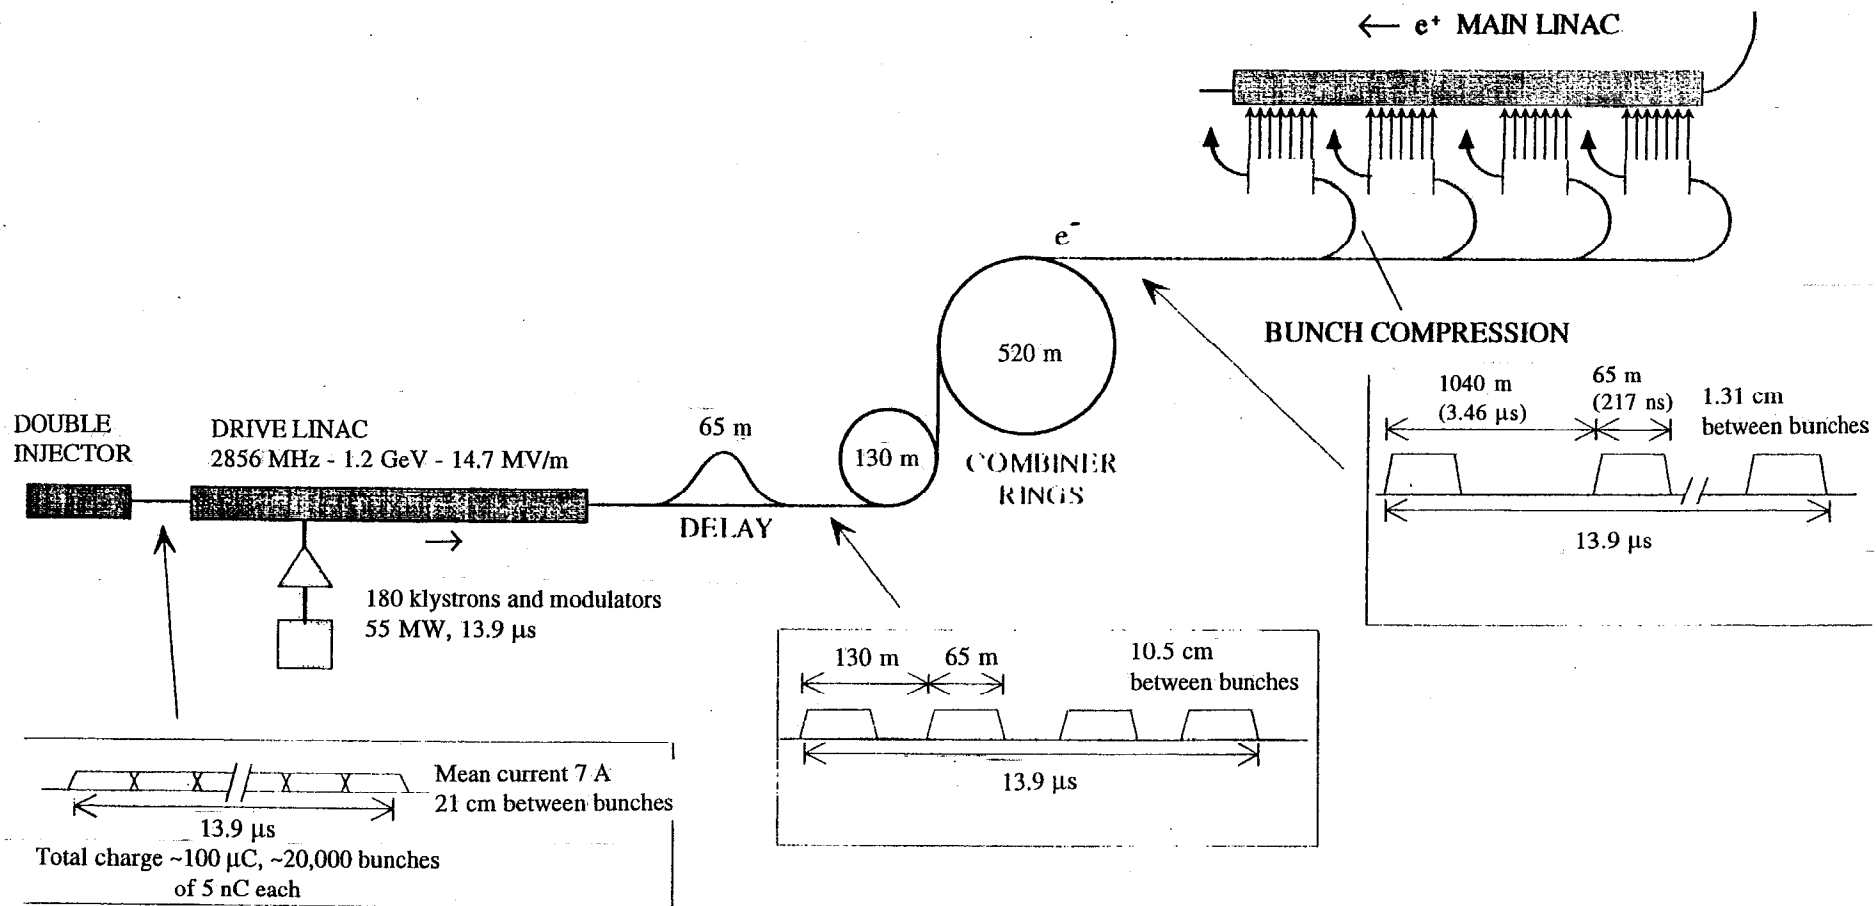 ← e⁺ MAIN LINAC
e⁻
520 m
BUNCH COMPRESSION
1040 m
(3.46 µs)
65 m
(217 ns)
1.31 cm
between bunches
13.9 µs
DOUBLE
INJECTOR
DRIVE LINAC
2856 MHz - 1.2 GeV - 14.7 MV/m
65 m
130 m
COMBINER
RINGS
DELAY
180 klystrons and modulators
55 MW, 13.9 µs
130 m
65 m
10.5 cm
between bunches
13.9 µs
Mean current 7 A
21 cm between bunches
13.9 µs
Total charge ~100 µC, ~20,000 bunches
of 5 nC each